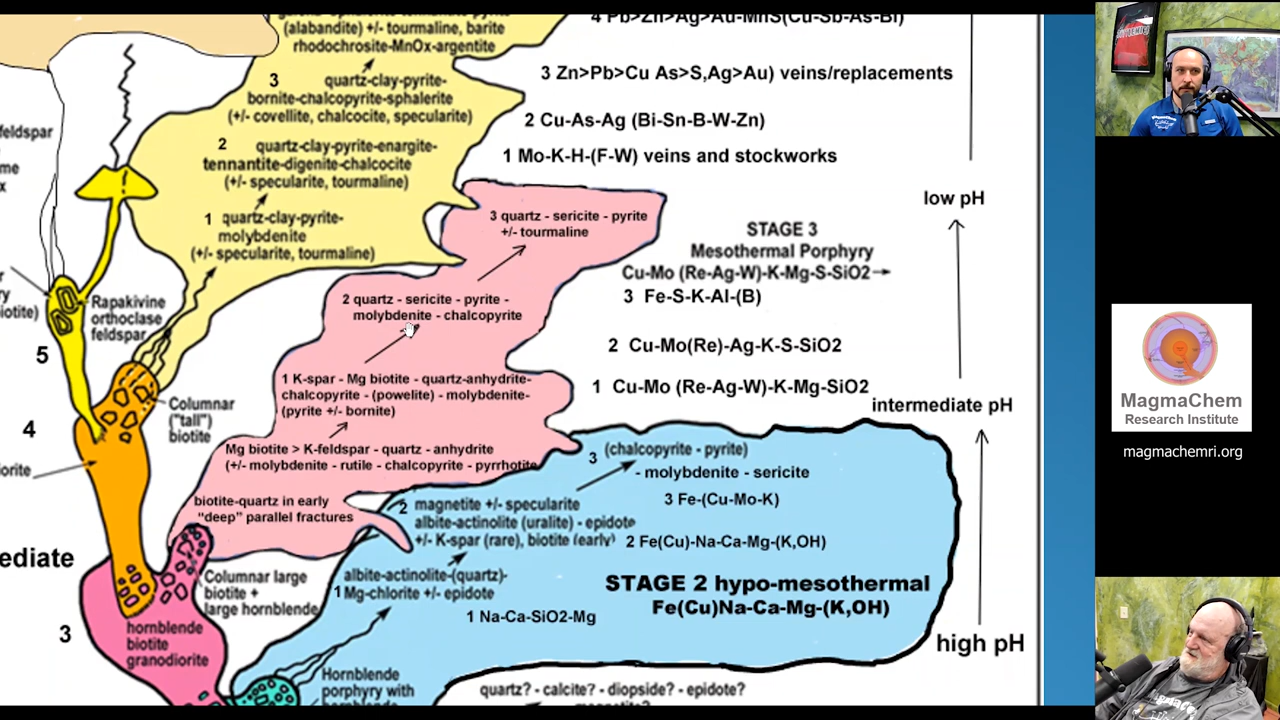 (alabandite) +/- tourmaline, barite
rhodochrosite-MnOx-argentite
3 quartz-clay-pyrite-
bornite-chalcopyrite-sphalerite
(+/- covellite, chalcocite, specularite)
2 quartz-clay-pyrite-enargite-
tennantite-digenite-chalcocite
(+/- specularite, tourmaline)
1 quartz-clay-pyrite-
molybdenite
(+/- specularite, tourmaline)
4 Pb>Zn>Ag>Au-MnS(Cu-Sb-As-Bi)
3 Zn>Pb>Cu As>S,Ag>Au) veins/replacements
2 Cu-As-Ag (Bi-Sn-B-W-Zn)
1 Mo-K-H-(F-W) veins and stockworks
low pH
3 quartz - sericite - pyrite
+/- tourmaline
STAGE 3
Mesothermal Porphyry
Cu-Mo (Re-Ag-W)-K-Mg-S-SiO2
3 Fe-S-K-Al-(B)
2 quartz - sericite - pyrite -
molybdenite - chalcopyrite
2 Cu-Mo(Re)-Ag-K-S-SiO2
1 K-spar - Mg biotite - quartz-anhydrite-
chalcopyrite - (powelite) - molybdenite-
(pyrite +/- bornite)
1 Cu-Mo (Re-Ag-W)-K-Mg-SiO2
intermediate pH
Mg biotite > K-feldspar - quartz - anhydrite
(+/- molybdenite - rutile - chalcopyrite - pyrrhotite
biotite-quartz in early
"deep" parallel fractures
3 (chalcopyrite - pyrite)
- molybdenite - sericite
3 Fe-(Cu-Mo-K)
2 magnetite +/- specularite
albite-actinolite (uralite) - epidote
+/- K-spar (rare), biotite (early)
2 Fe(Cu)-Na-Ca-Mg-(K,OH)
albite-actinolite-(quartz)-
1 Mg-chlorite +/- epidote
STAGE 2 hypo-mesothermal
Fe(Cu)Na-Ca-Mg-(K,OH)
1 Na-Ca-SiO2-Mg
high pH
quartz? - calcite? - diopside? - epidote?
feldspar
biotite)
Rapakivine
orthoclase
feldspar
5
Columnar
("tall")
biotite
4
ediate
Columnar large
biotite +
large hornblende
3
hornblende
biotite
granodiorite
Hornblende
porphyry with
MagmaChem
Research Institute
magmachemri.org